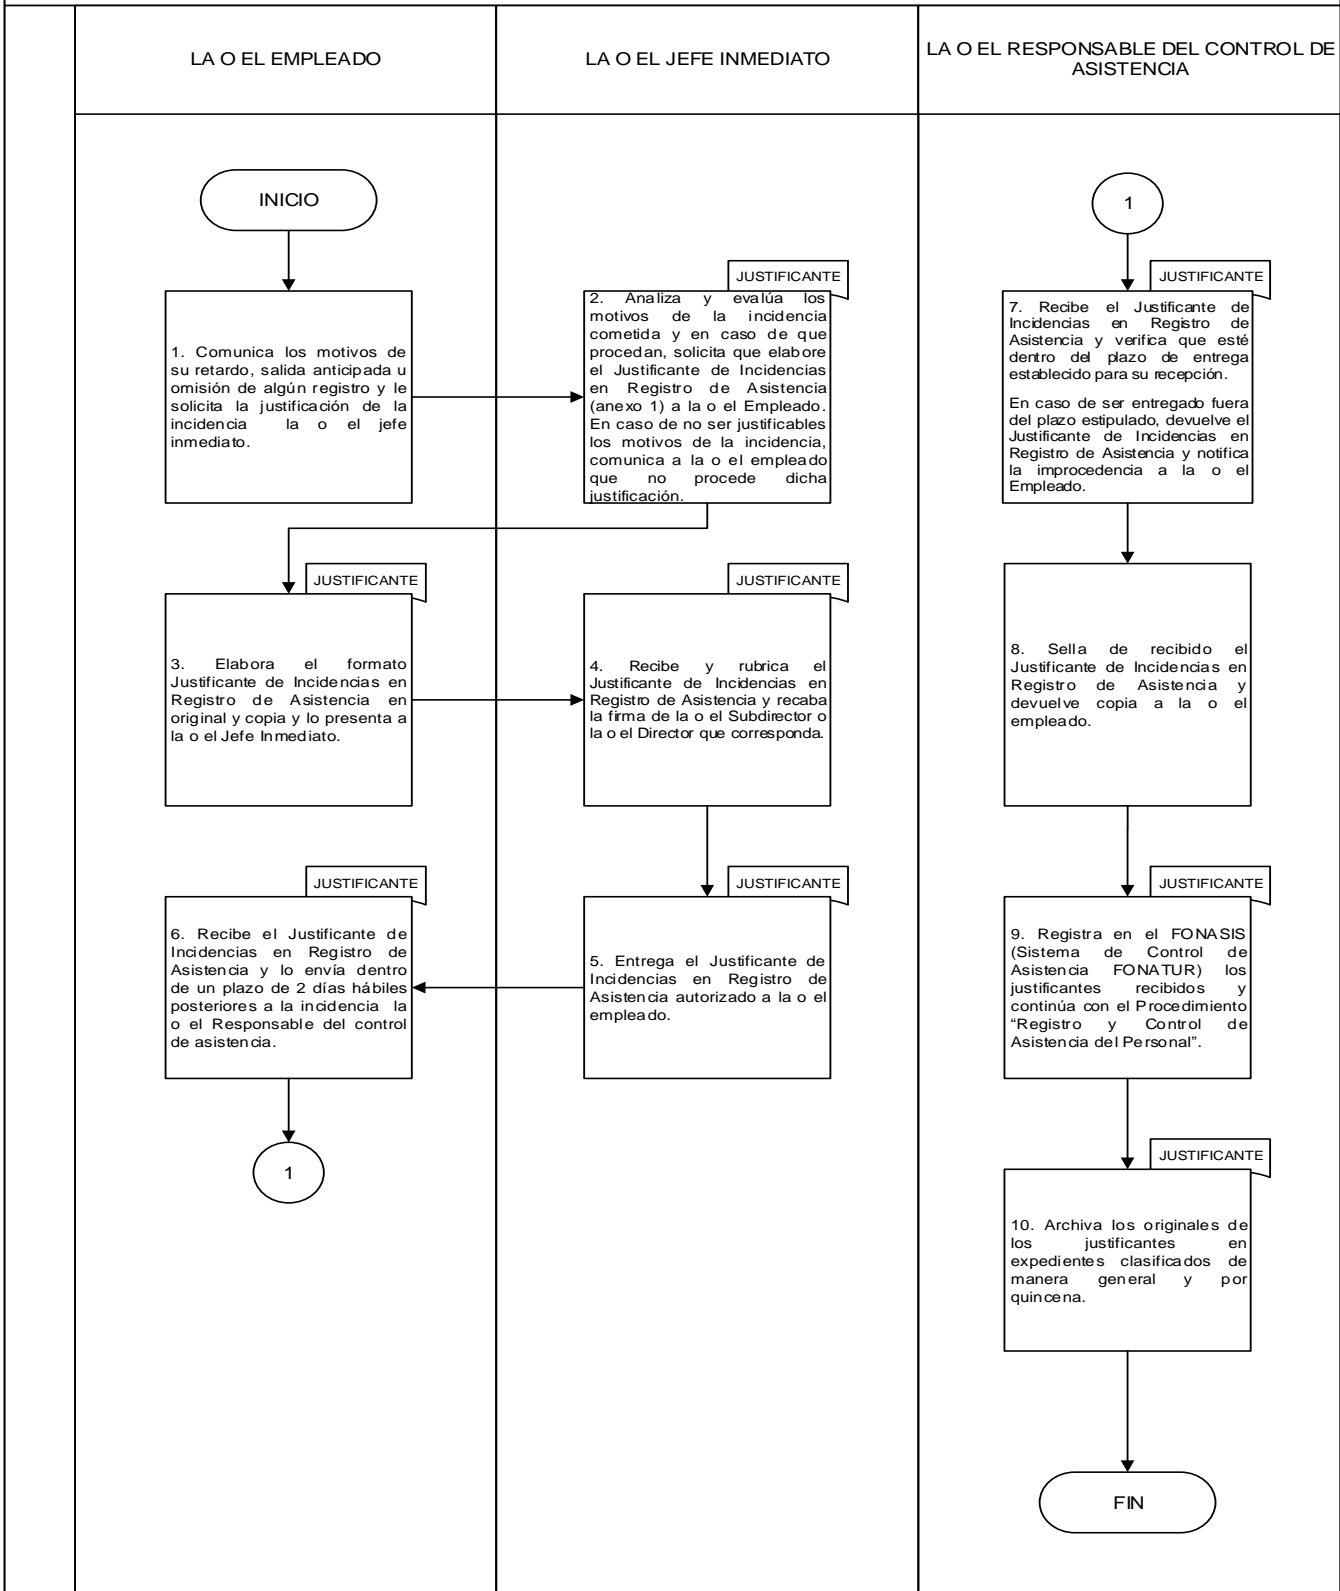 LA O EL EMPLEADO
LA O EL JEFE INMEDIATO
LA O EL RESPONSABLE DEL CONTROL DE
ASISTENCIA
INICIO
1. Comunica los motivos de
su retardo, salida anticipada u
omisión de algún registro y le
solicita la justificación de la
incidencia la o el jefe
inmediato.
JUSTIFICANTE
2. Analiza y evalúa los
motivos de la incidencia
cometida y en caso de que
procedan, solicita que elabore
el Justificante de Incidencias
en Registro de Asistencia
(anexo 1) a la o el Empleado.
En caso de no ser justificables
los motivos de la incidencia,
comunica a la o el empleado
que no procede dicha
justificación.
JUSTIFICANTE
3. Elabora el formato
Justificante de Incidencias en
Registro de Asistencia en
original y copia y lo presenta a
la o el Jefe Inmediato.
JUSTIFICANTE
4. Recibe y rubrica el
Justificante de Incidencias en
Registro de Asistencia y recaba
la firma de la o el Subdirector o
la o el Director que corresponda.
JUSTIFICANTE
5. Entrega el Justificante de
Incidencias en Registro de
Asistencia autorizado a la o el
empleado.
JUSTIFICANTE
6. Recibe el Justificante de
Incidencias en Registro de
Asistencia y lo envía dentro
de un plazo de 2 días hábiles
posteriores a la incidencia la
o el Responsable del control
de asistencia.
1
1
JUSTIFICANTE
7. Recibe el Justificante de
Incidencias en Registro de
Asistencia y verifica que esté
dentro del plazo de entrega
establecido para su recepción.
En caso de ser entregado fuera
del plazo estipulado, devuelve el
Justificante de Incidencias en
Registro de Asistencia y notifica
la improcedencia a la o el
Empleado.
8. Sella de recibido el
Justificante de Incidencias en
Registro de Asistencia y
devuelve copia a la o el
empleado.
JUSTIFICANTE
9. Registra en el FONASIS
(Sistema de Control de
Asistencia FONATUR) los
justificantes recibidos y
continúa con el Procedimiento
“Registro y Control de
Asistencia del Personal”.
JUSTIFICANTE
10. Archiva los originales de
los justificantes en
expedientes clasificados de
manera general y por
quincena.
FIN